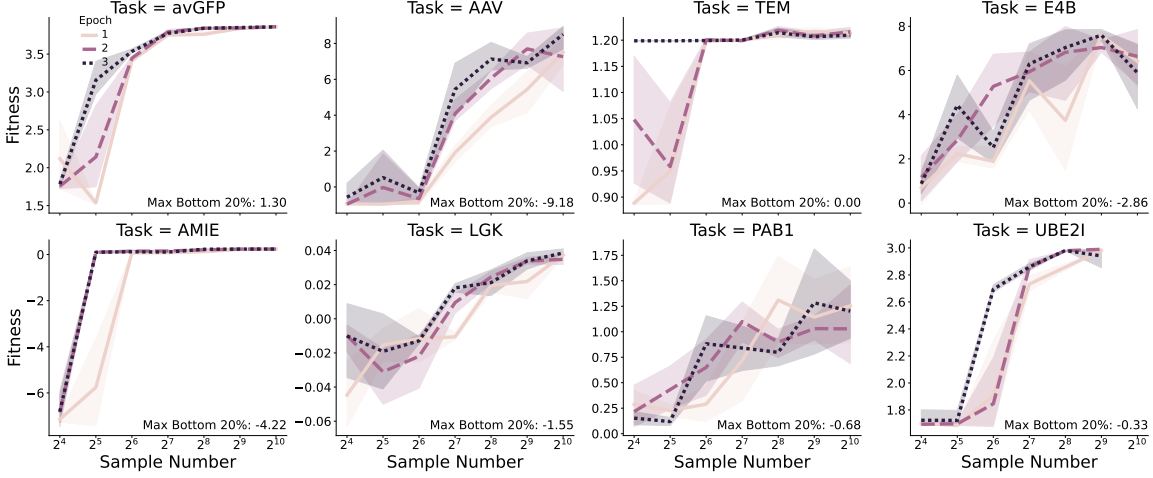 Task = avGFP
Epoch
1
2
3
Fitness
3.5
3.0
2.5
2.0
1.5
Max Bottom 20%: 1.30
Task = AAV
8
6
4
2
0
Max Bottom 20%: -9.18
Task = TEM
1.20
1.15
1.10
1.05
1.00
0.95
0.90
Max Bottom 20%: 0.00
Task = E4B
8
6
4
2
0
Max Bottom 20%: -2.86
Task = AMIE
Fitness
0
−2
−4
−6
Max Bottom 20%: -4.22
2^4 2^5 2^6 2^7 2^8 2^9 2^10
Sample Number
Task = LGK
0.04
0.02
0.00
−0.02
−0.04
−0.06
Max Bottom 20%: -1.55
2^4 2^5 2^6 2^7 2^8 2^9 2^10
Sample Number
Task = PAB1
1.75
1.50
1.25
1.00
0.75
0.50
0.25
0.00
Max Bottom 20%: -0.68
2^4 2^5 2^6 2^7 2^8 2^9 2^10
Sample Number
Task = UBE2I
3.0
2.8
2.6
2.4
2.2
2.0
1.8
Max Bottom 20%: -0.33
2^4 2^5 2^6 2^7 2^8 2^9 2^10
Sample Number